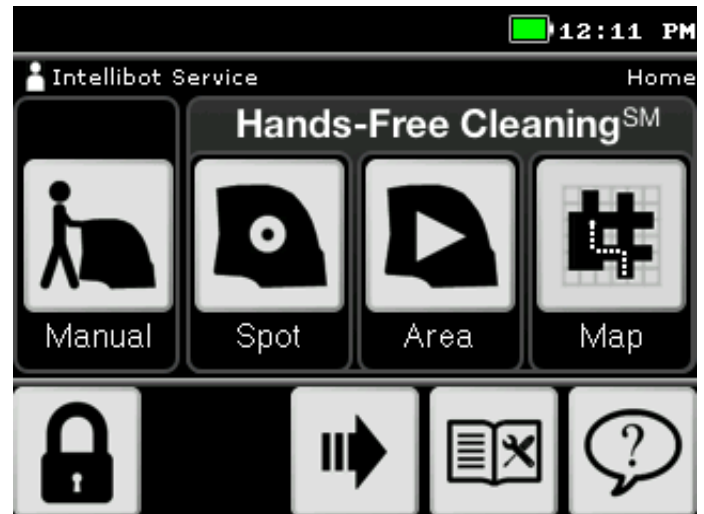 12:11 PM
Intellibot Service Home
Hands-Free Cleaning℠
Manual Spot Area Map
?